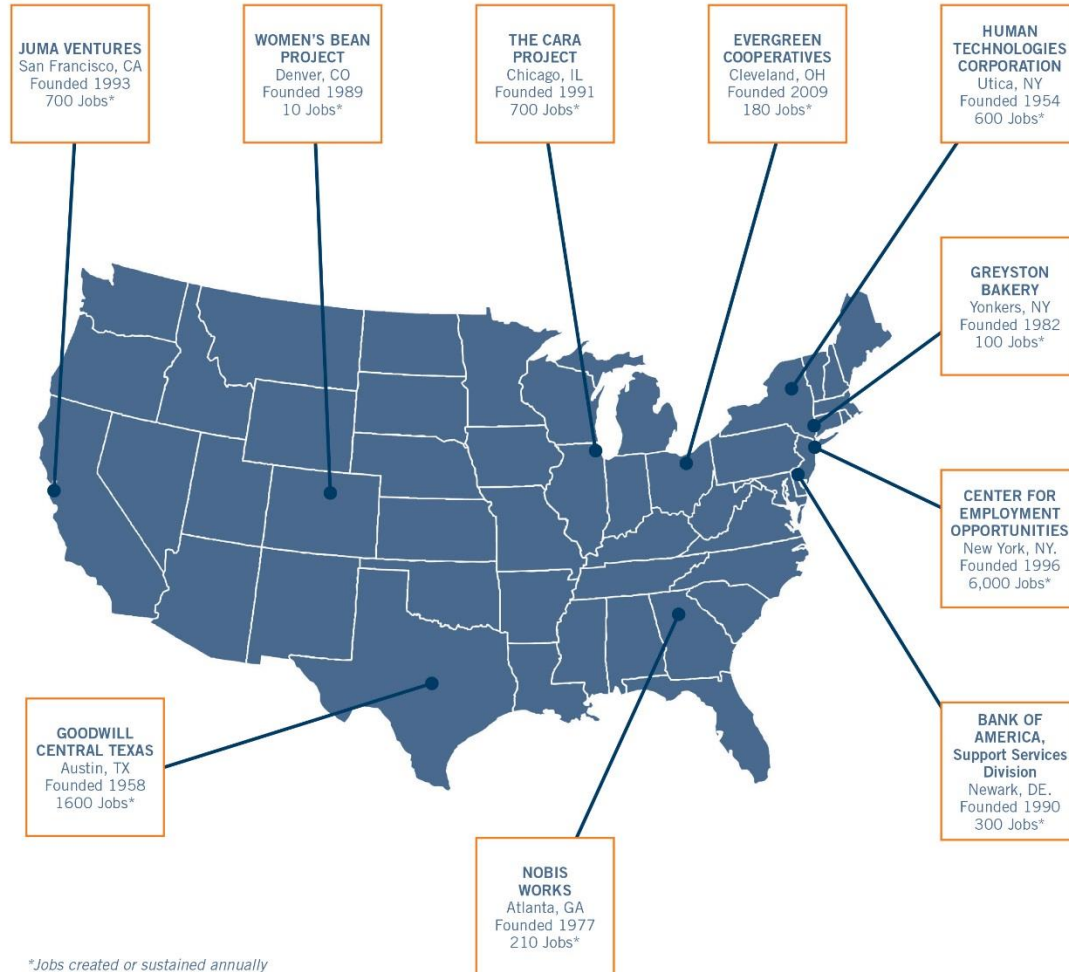 JUMA VENTURES
San Francisco, CA
Founded 1993
700 Jobs*
WOMEN’S BEAN
PROJECT
Denver, CO
Founded 1989
10 Jobs*
THE CARA
PROJECT
Chicago, IL
Founded 1991
700 Jobs*
EVERGREEN
COOPERATIVES
Cleveland, OH
Founded 2009
180 Jobs*
HUMAN
TECHNOLOGIES
CORPORATION
Utica, NY
Founded 1954
600 Jobs*
GREYSTON
BAKERY
Yonkers, NY
Founded 1982
100 Jobs*
CENTER FOR
EMPLOYMENT
OPPORTUNITIES
New York, NY.
Founded 1996
6,000 Jobs*
BANK OF
AMERICA,
Support Services
Division
Newark, DE.
Founded 1990
300 Jobs*
GOODWILL
CENTRAL TEXAS
Austin, TX
Founded 1958
1600 Jobs*
NOBIS
WORKS
Atlanta, GA
Founded 1977
210 Jobs*
*Jobs created or sustained annually